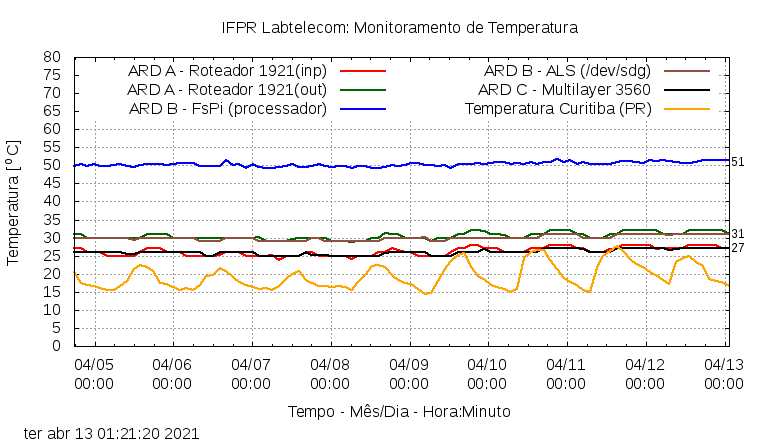 IFPR Labtelecom: Monitoramento de Temperatura
80
75
70
65
60
55
50
45
40
35
30
25
20
15
10
5
0
Temperatura [ º C]
ARD A - Roteador 1921(inp)
ARD A - Roteador 1921(out)
ARD B - FsPi (processador)
ARD B - ALS (/dev/sdg)
ARD C - Multilayer 3560
Temperatura Curitiba (PR)
51
31
27
04/05 04/06 04/07 04/08 04/09 04/10 04/11 04/12 04/13
00:00 00:00 00:00 00:00 00:00 00:00 00:00 00:00 00:00
Tempo - Mês/Dia - Hora:Minuto
ter abr 13 01:21:20 2021